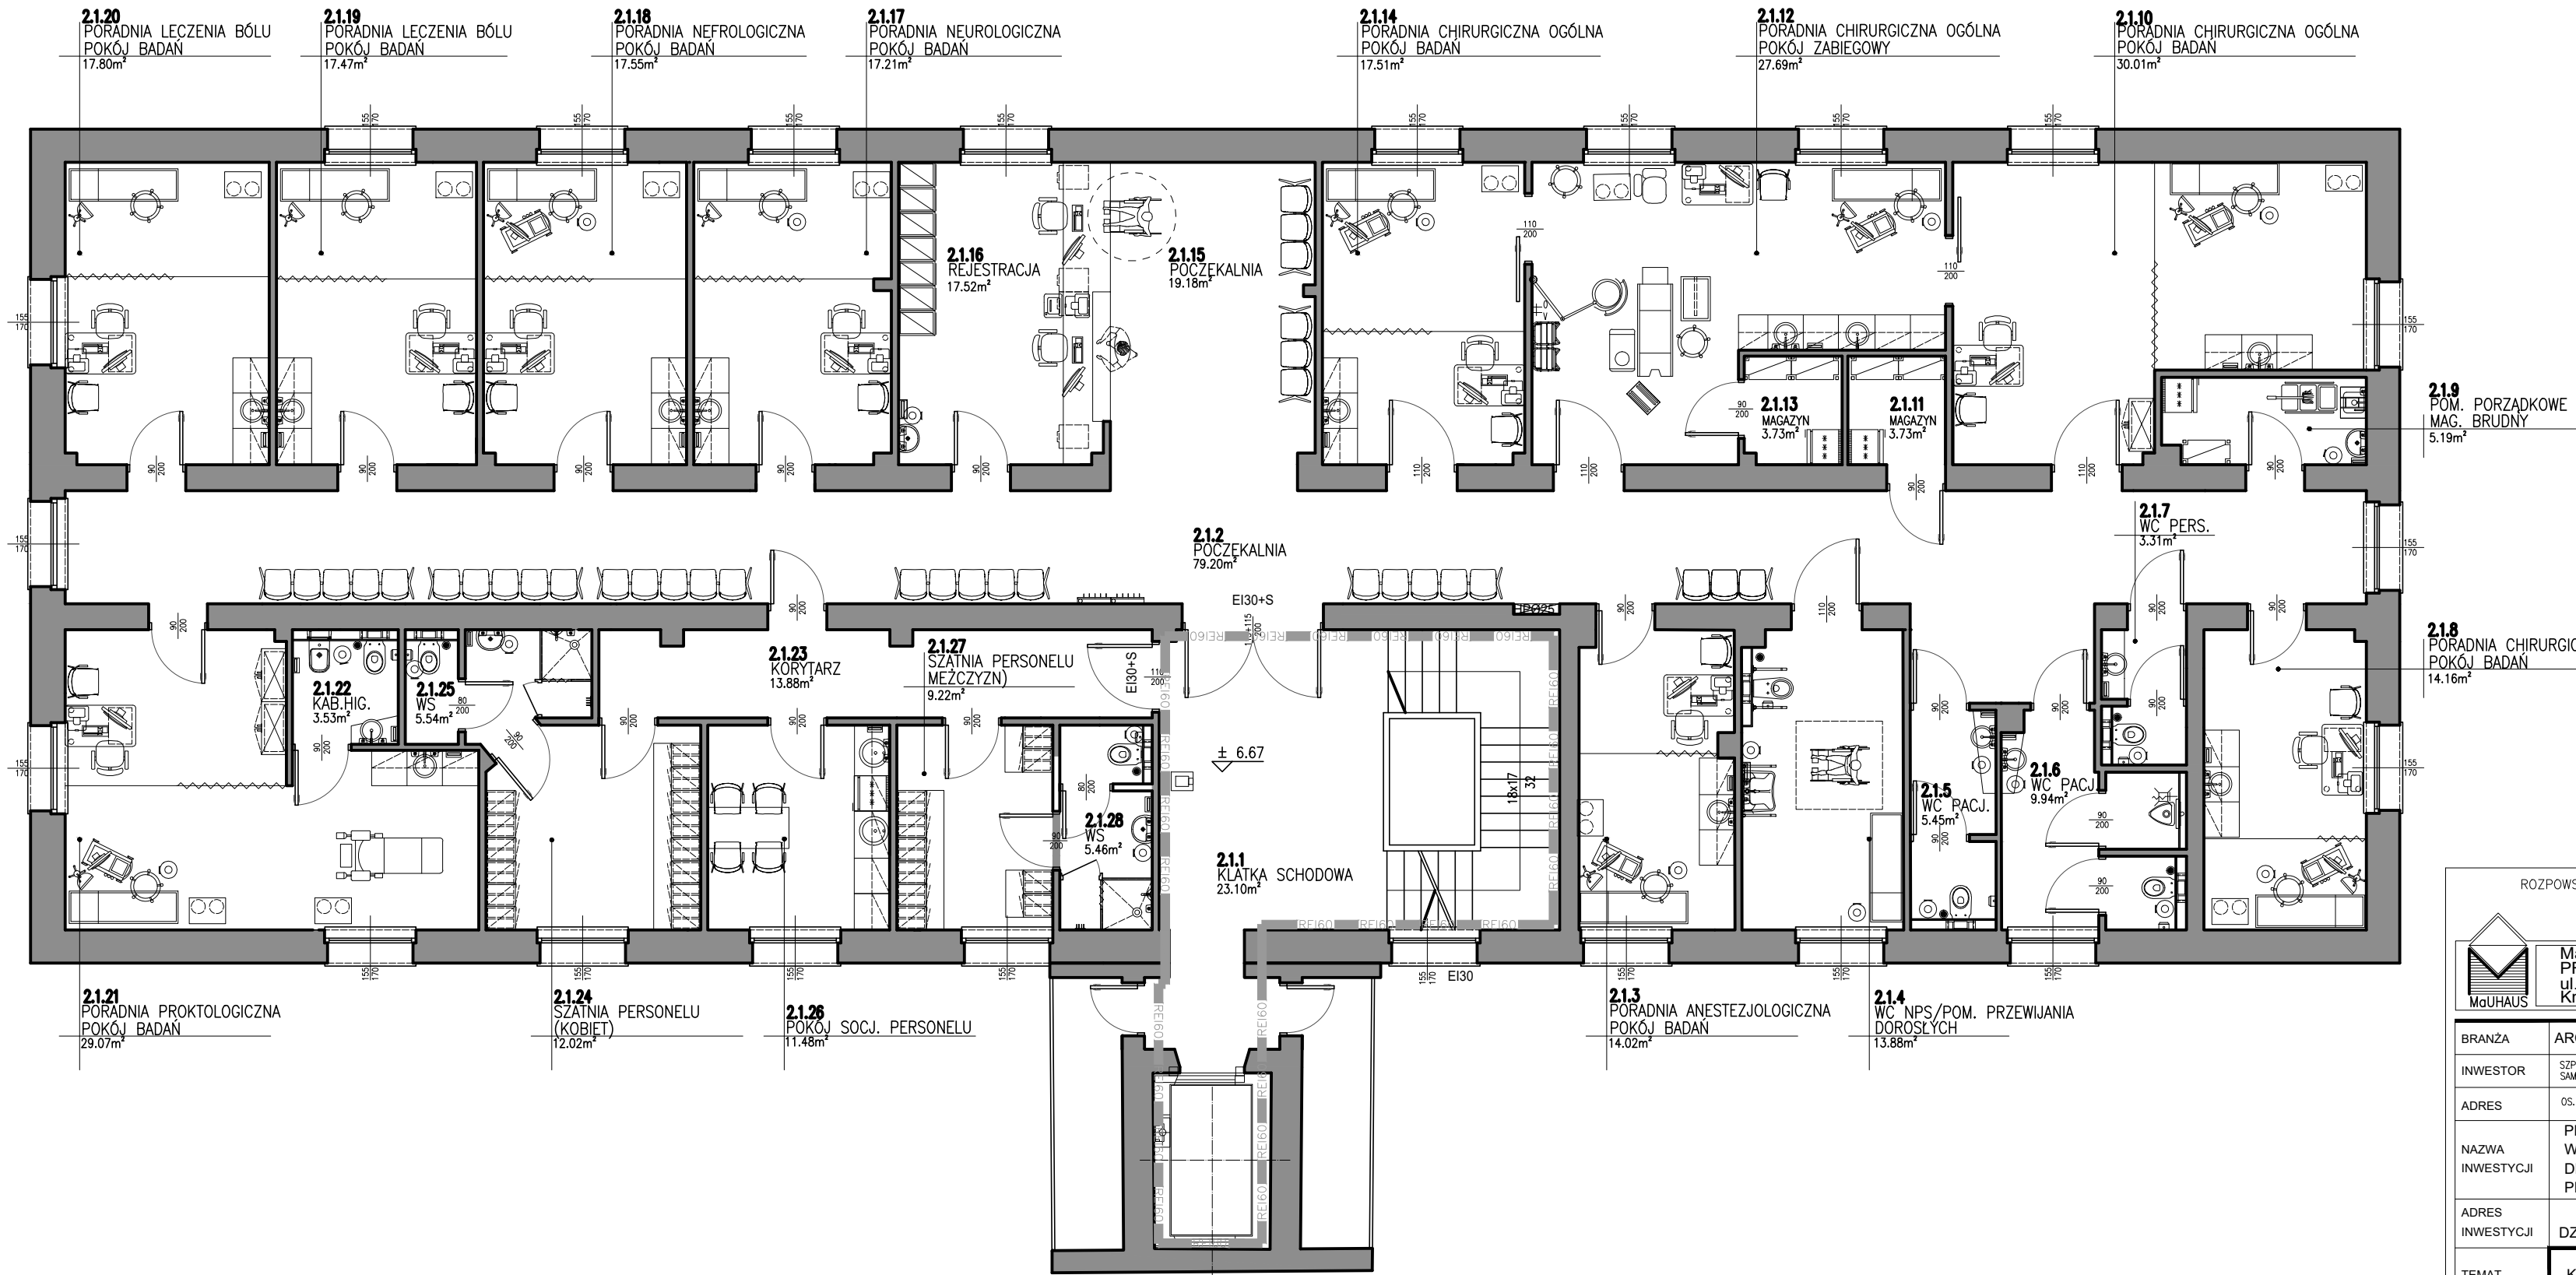 2.1.20
PORADNIA LECZENIA BÓLU
POKÓJ BADAŃ
17.80m²
2.1.19
PORADNIA LECZENIA BÓLU
POKÓJ BADAŃ
17.47m²
2.1.18
PORADNIA NEFROLOGICZNA
POKÓJ BADAŃ
17.55m²
2.1.17
PORADNIA NEUROLOGICZNA
POKÓJ BADAŃ
17.21m²
2.1.14
PORADNIA CHIRURGICZNA OGÓLNA
POKÓJ BADAŃ
17.51m²
2.1.12
PORADNIA CHIRURGICZNA OGÓLNA
POKÓJ ZABIEGOWY
27.69m²
2.1.10
PORADNIA CHIRURGICZNA OGÓLNA
POKÓJ BADAŃ
30.01m²
2.1.16
REJESTRACJA
17.52m²
2.1.15
POCZEKALNIA
19.18m²
2.1.13
MAGAZYN
3.73m²
2.1.11
MAGAZYN
3.73m²
2.1.9
POM. PORZĄDKOWE
MAG. BRUDNY
5.19m²
2.1.2
POCZEKALNIA
79.20m²
EI30+S
2.1.7
WC PERS.
3.31m²
2.1.8
PORADNIA CHIRURGIC
POKÓJ BADAŃ
14.16m²
2.1.22
KAB.HIG.
3.53m²
2.1.25
WS
5.54m²
2.1.23
KORYTARZ
13.88m²
2.1.27
SZATNIA PERSONELU
MEŻCZYZN)
9.22m²
EI30+S
± 6.67
18x17
32
2.1.28
WS
5.46m²
2.1.1
KLATKA SCHODOWA
23.10m²
2.1.5
WC PACJ.
5.45m²
2.1.6
WC PACJ.
9.94m²
2.1.21
PORADNIA PROKTOLOGICZNA
POKÓJ BADAŃ
29.07m²
2.1.24
SZATNIA PERSONELU
(KOBIET)
12.02m²
2.1.26
POKÓJ SOCJ. PERSONELU
11.48m²
EI30
2.1.3
PORADNIA ANESTEZJOLOGICZNA
POKÓJ BADAŃ
14.02m²
2.1.4
WC NPS/POM. PRZEWIJANIA
DOROSŁYCH
13.88m²
REI60
ROZPOWS
MaUHAUS
Ma
ul.
BRANŻA
INWESTOR
ADRES
OS.
NAZWA
INWESTYCJI
ADRES
INWESTYCJI
DZ